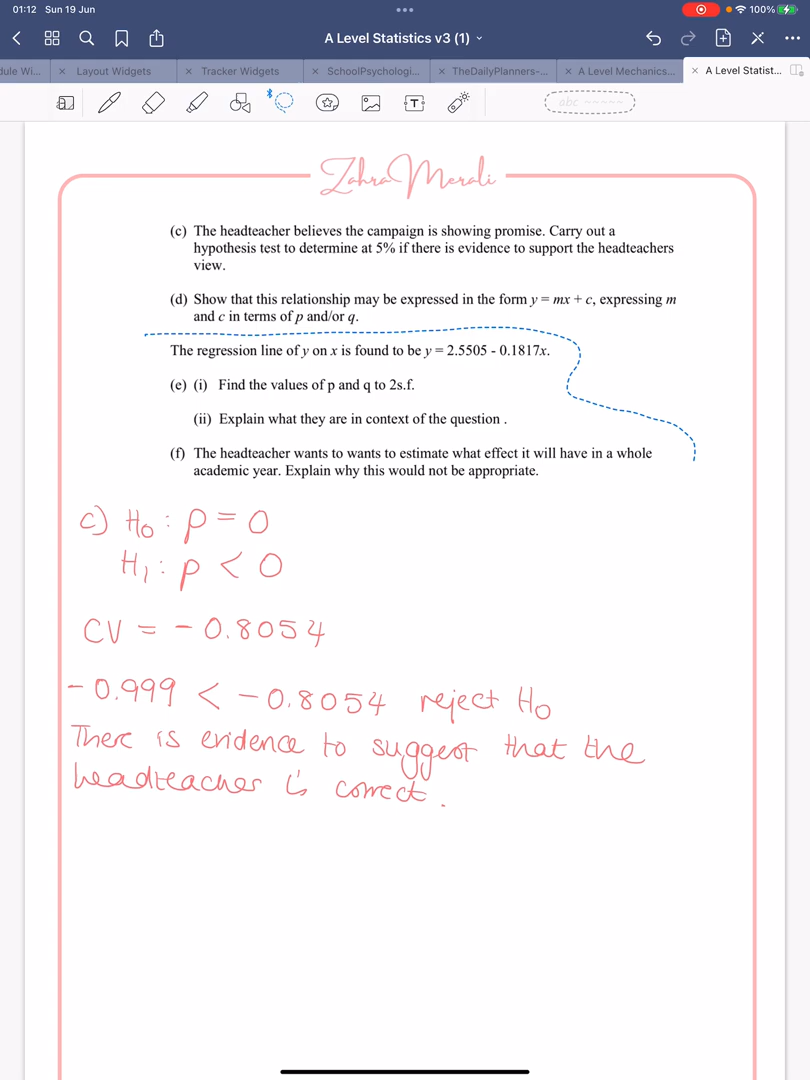 01:12 Sun 19 Jun
100%
A Level Statistics v3 (1)
dule Wi...
Layout Widgets
Tracker Widgets
SchoolPsychologi...
TheDailyPlanners-...
A Level Mechanics...
A Level Statist...
T
abc
Zahra Merali
(c) The headteacher believes the campaign is showing promise. Carry out a
hypothesis test to determine at 5% if there is evidence to support the headteachers
view.
(d) Show that this relationship may be expressed in the form y = mx + c, expressing m
and c in terms of p and/or q.
The regression line of y on x is found to be y = 2.5505 - 0.1817x.
(e) (i) Find the values of p and q to 2s.f.
(ii) Explain what they are in context of the question .
(f) The headteacher wants to wants to estimate what effect it will have in a whole
academic year. Explain why this would not be appropriate.
c) H₀ : ρ = 0
H₁ : ρ < 0
CV = - 0.8054
- 0.999 < - 0.8054 reject H₀
There is evidence to suggest that the
headteacher is correct.